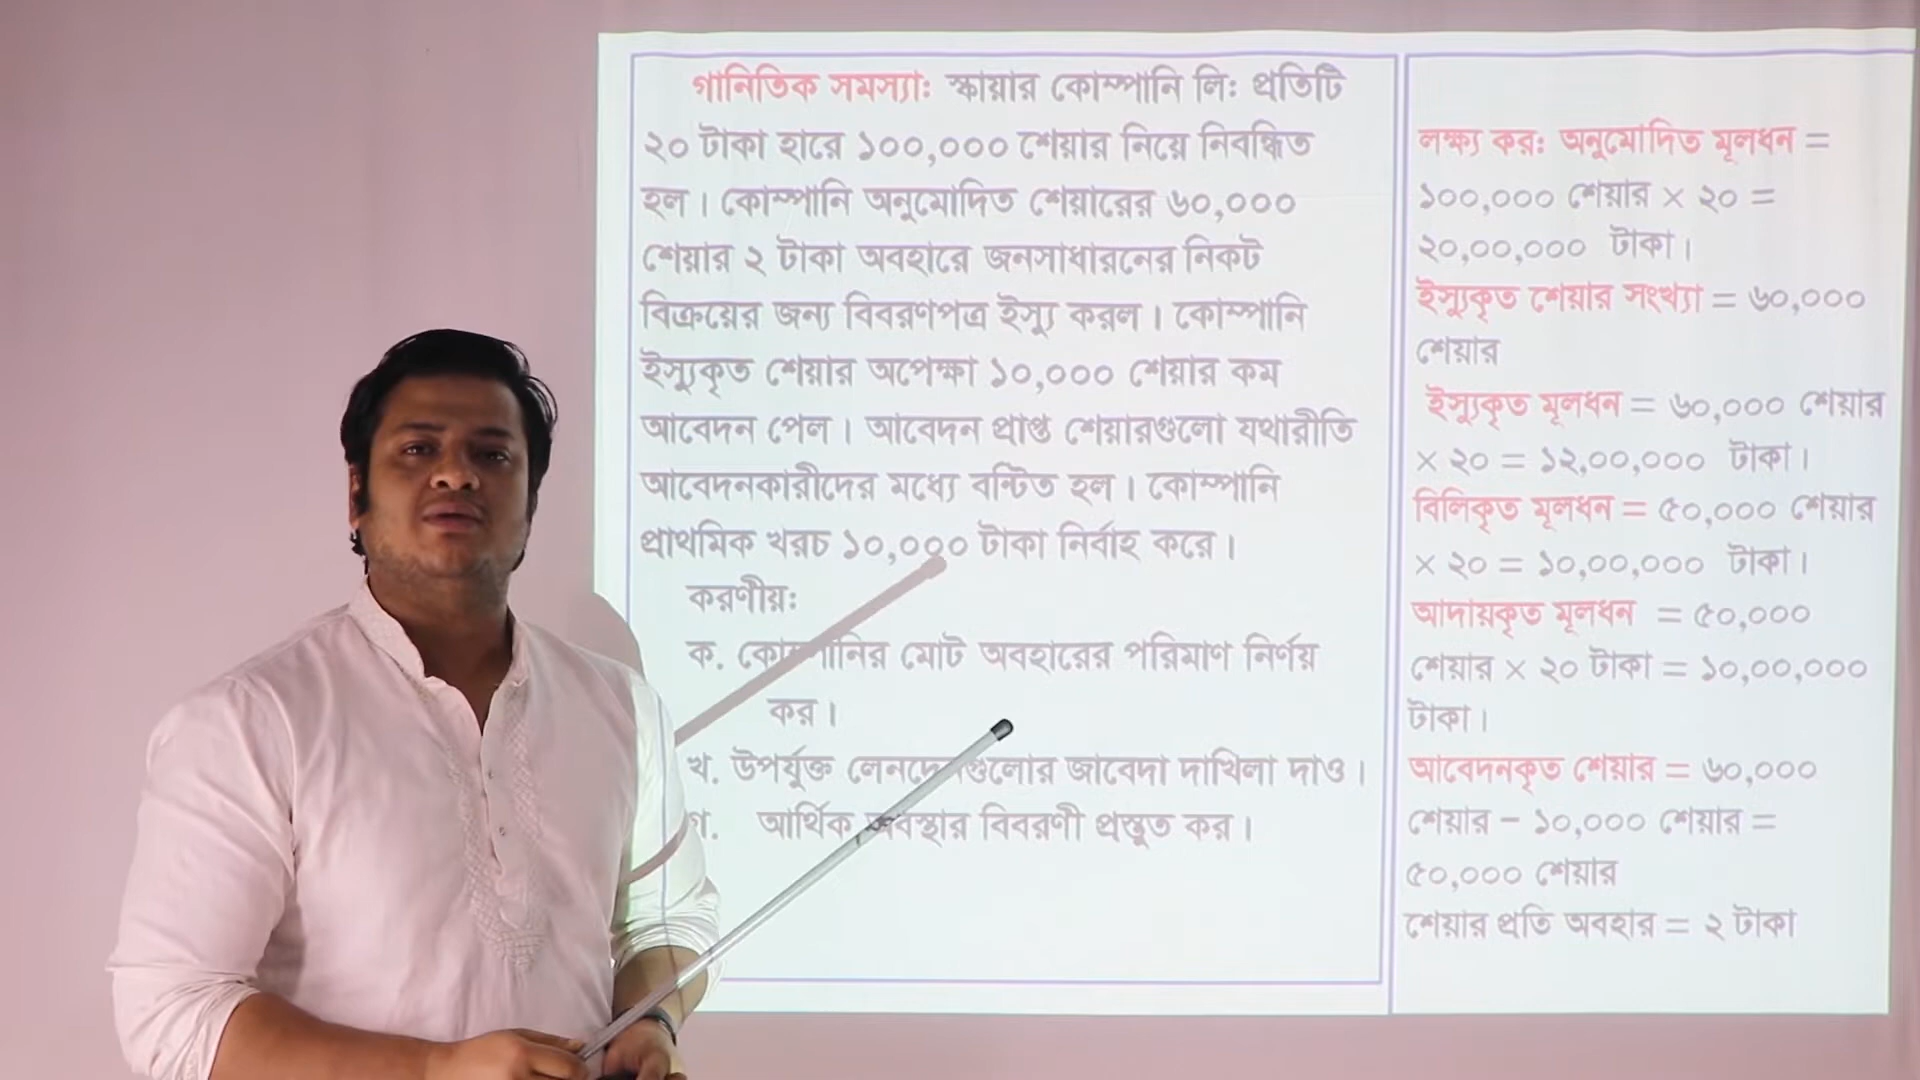 গানিতিক সমস্যা: স্কায়ার কোম্পানি লি: প্রতিটি
২০ টাকা হারে ১০০,০০০ শেয়ার নিয়ে নিবন্ধিত
হল। কোম্পানি অনুমোদিত শেয়ারের ৬০,০০০
শেয়ার ২ টাকা অবহারে জনসাধারনের নিকট
বিক্রয়ের জন্য বিবরণপত্র ইস্যু করল। কোম্পানি
ইস্যুকৃত শেয়ার অপেক্ষা ১০,০০০ শেয়ার কম
আবেদন পেল। আবেদন প্রাপ্ত শেয়ারগুলো যথারীতি
আবেদনকারীদের মধ্যে বন্টিত হল। কোম্পানি
প্রাথমিক খরচ ১০,০০০ টাকা নির্বাহ করে।
করণীয়:
ক. কোম্পানির মোট অবহারের পরিমাণ নির্ণয়
কর।
খ. উপর্যুক্ত লেনদেনগুলোর জাবেদা দাখিলা দাও।
গ. আর্থিক অবস্থার বিবরণী প্রস্তুত কর।
লক্ষ্য কর: অনুমোদিত মূলধন =
১০০,০০০ শেয়ার × ২০ =
২০,০০,০০০ টাকা।
ইস্যুকৃত শেয়ার সংখ্যা = ৬০,০০০
শেয়ার
ইস্যুকৃত মূলধন = ৬০,০০০ শেয়ার
× ২০ = ১২,০০,০০০ টাকা।
বিলিকৃত মূলধন = ৫০,০০০ শেয়ার
× ২০ = ১০,০০,০০০ টাকা।
আদায়কৃত মূলধন = ৫০,০০০
শেয়ার × ২০ টাকা = ১০,০০,০০০
টাকা।
আবেদনকৃত শেয়ার = ৬০,০০০
শেয়ার – ১০,০০০ শেয়ার =
৫০,০০০ শেয়ার
শেয়ার প্রতি অবহার = ২ টাকা